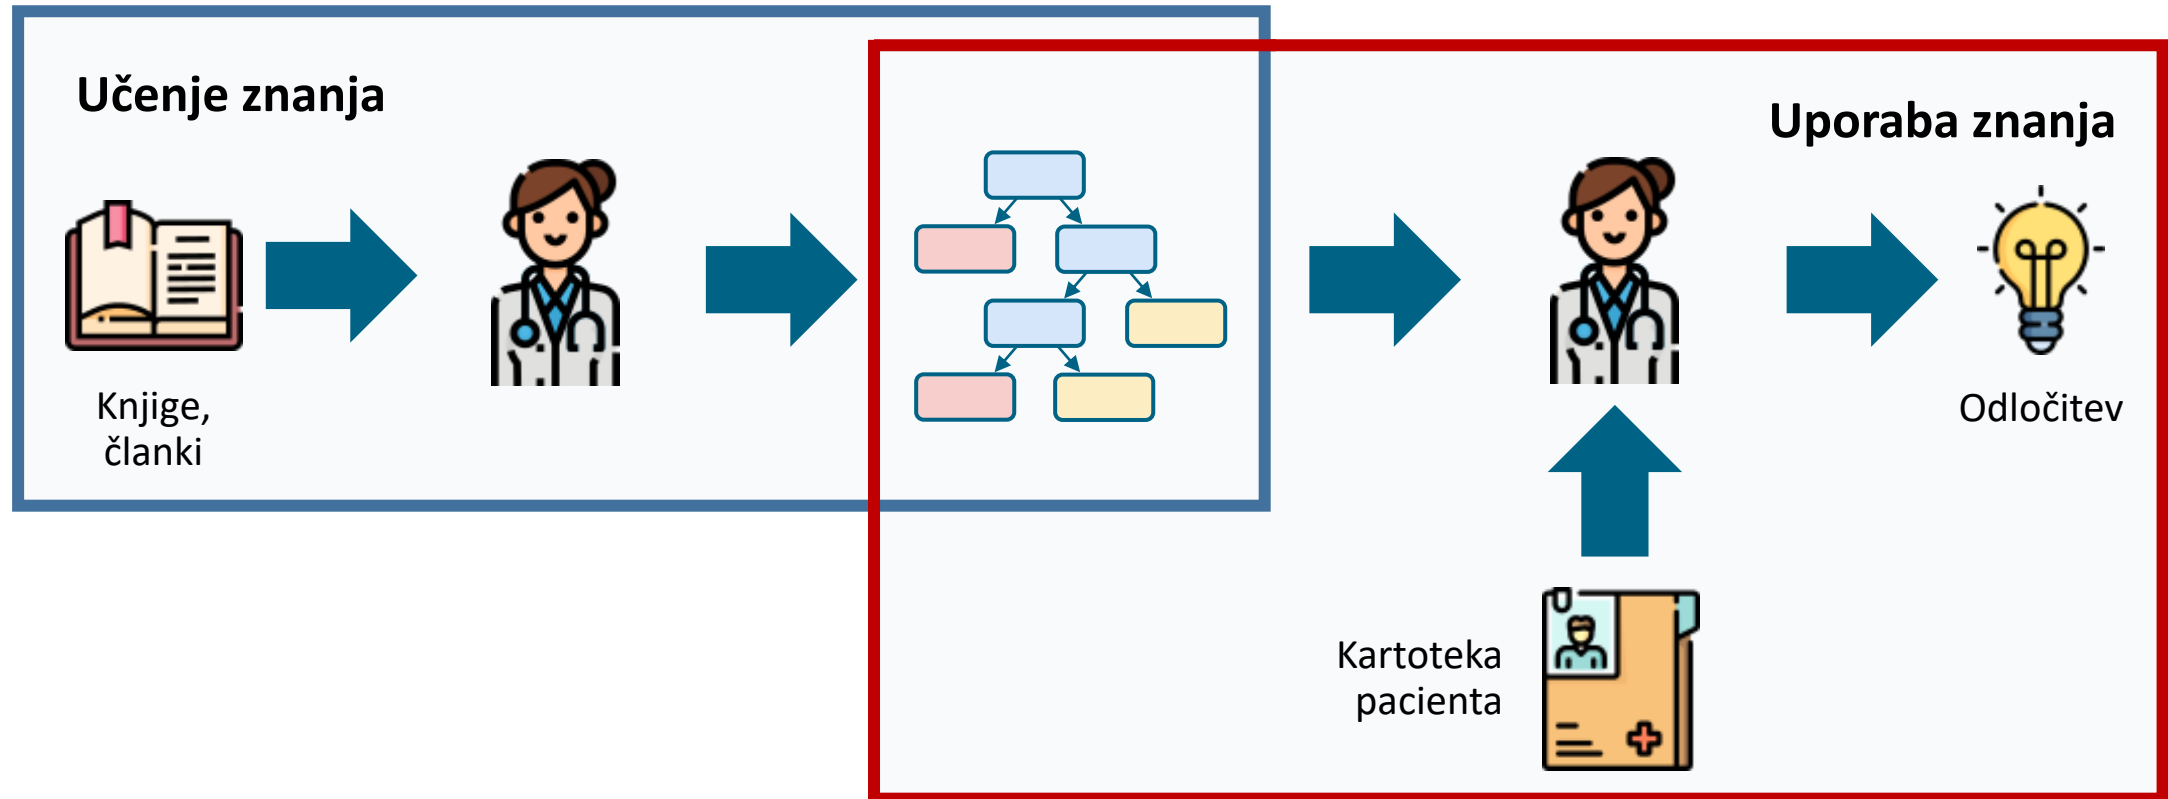 Učenje znanja
Uporaba znanja
Knjige,
članki
Odločitev
Kartoteka
pacienta